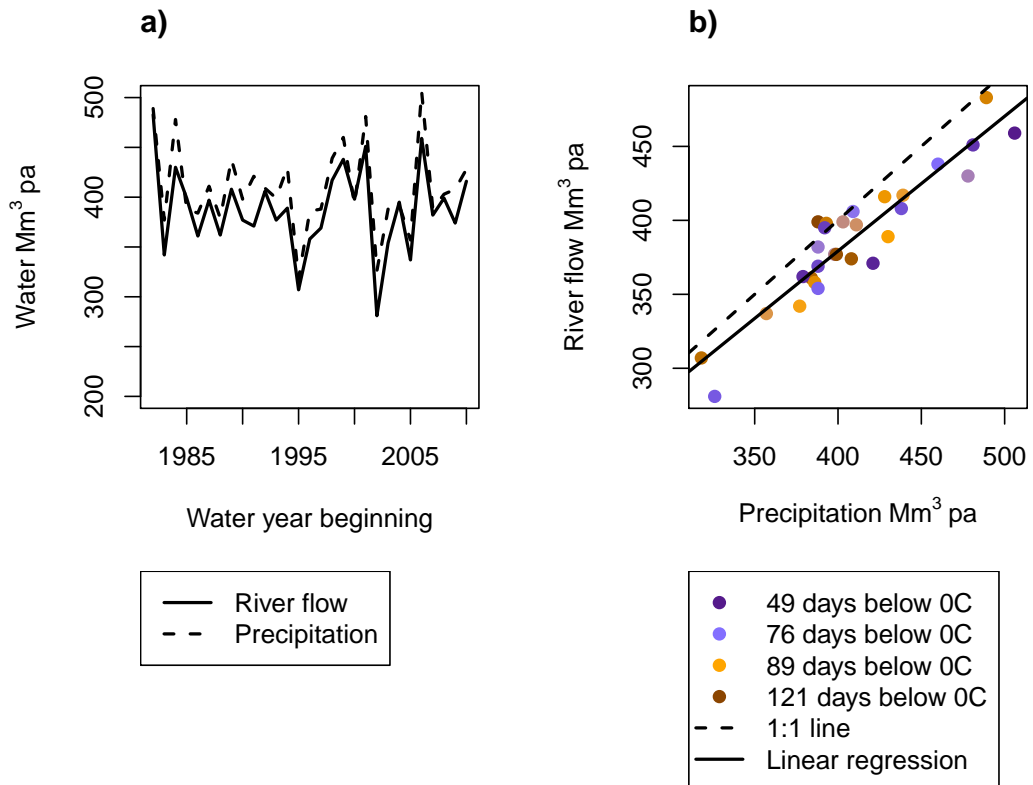 a)
Water Mm³ pa
500
400
300
200
1985
1995
2005
Water year beginning
River flow
Precipitation
b)
River flow Mm³ pa
450
400
350
300
350
400
450
500
Precipitation Mm³ pa
49 days below 0C
76 days below 0C
89 days below 0C
121 days below 0C
1:1 line
Linear regression